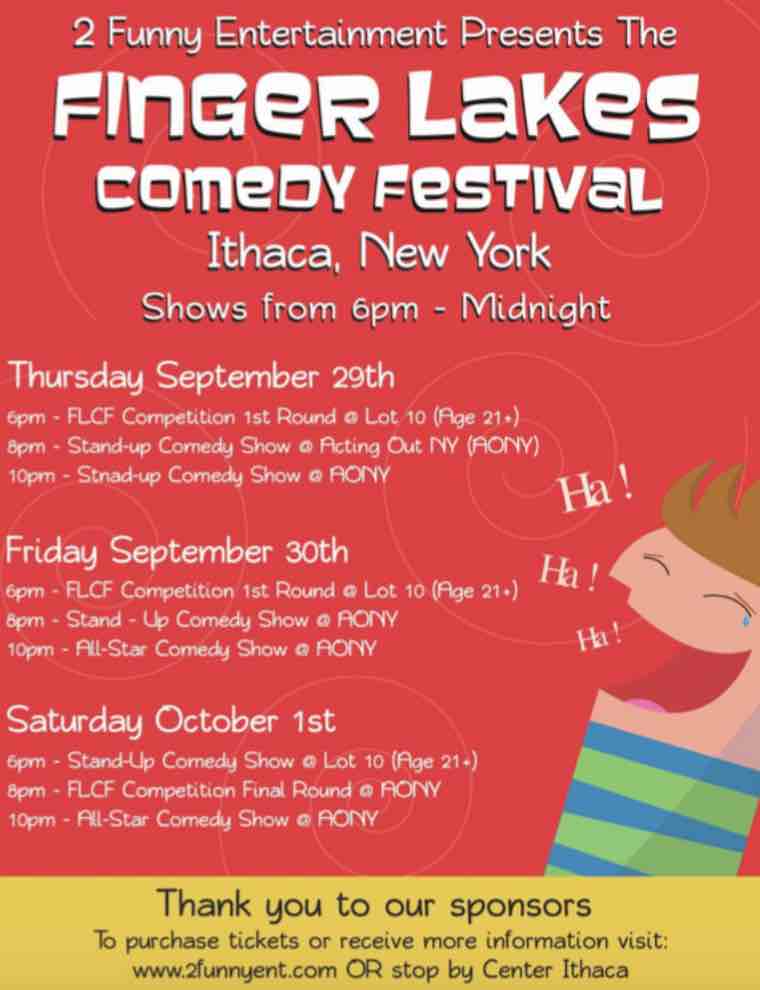 2 Funny Entertainment Presents The
Finger Lakes
Comedy Festival
Ithaca, New York
Shows from 6pm - Midnight
Thursday September 29th
6pm - FLCF Competition 1st Round @ Lot 10 (Age 21+)
8pm - Stand-up Comedy Show @ Acting Out NY (AONY)
10pm - Stnad-up Comedy Show @ AONY
Ha !
Friday September 30th
Ha !
6pm - FLCF Competition 1st Round @ Lot 10 (Age 21+)
8pm - Stand - Up Comedy Show @ AONY
Ha !
10pm - All-Star Comedy Show @ AONY
Saturday October 1st
6pm - Stand-Up Comedy Show @ Lot 10 (Age 21+)
8pm - FLCF Competition Final Round @ AONY
10pm - All-Star Comedy Show @ AONY
Thank you to our sponsors
To purchase tickets or receive more information visit:
www.2funnyent.com OR stop by Center Ithaca